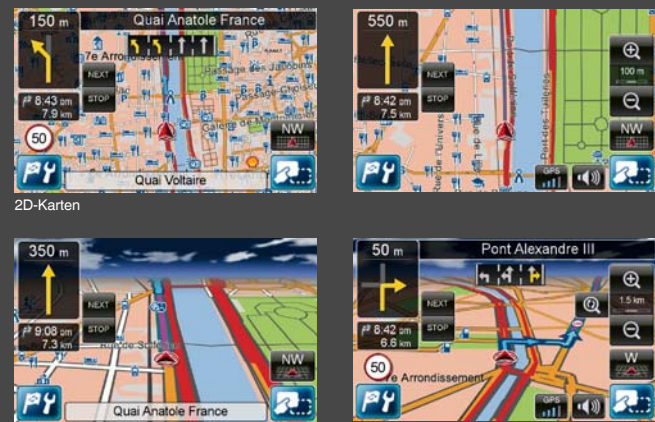 150 m
Quai Anatole France
7e Arrondissement
Passage des Jacobins
NEXT
STOP
8:43 pm
7.9 km
50
NW
Quai Voltaire
550 m
100 m
NEXT
STOP
8:42 pm
7.5 km
NW
GPS
2D-Karten
350 m
NEXT
STOP
9:08 pm
7.3 km
NW
Quai Anatole France
50 m
Pont Alexandre III
1.5 km
NEXT
STOP
8:42 pm
6.6 km
50
7e Arrondissement
W
GPS